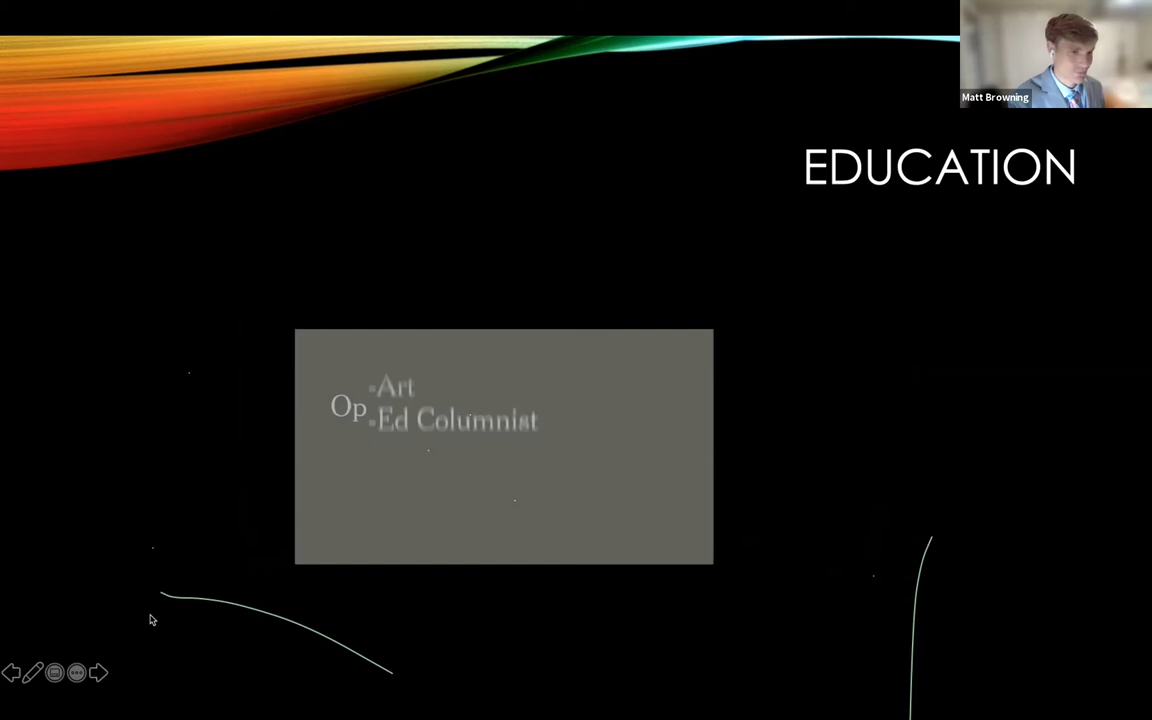 Matt Browning
EDUCATION
Op
▪Art
▪Ed Columnist